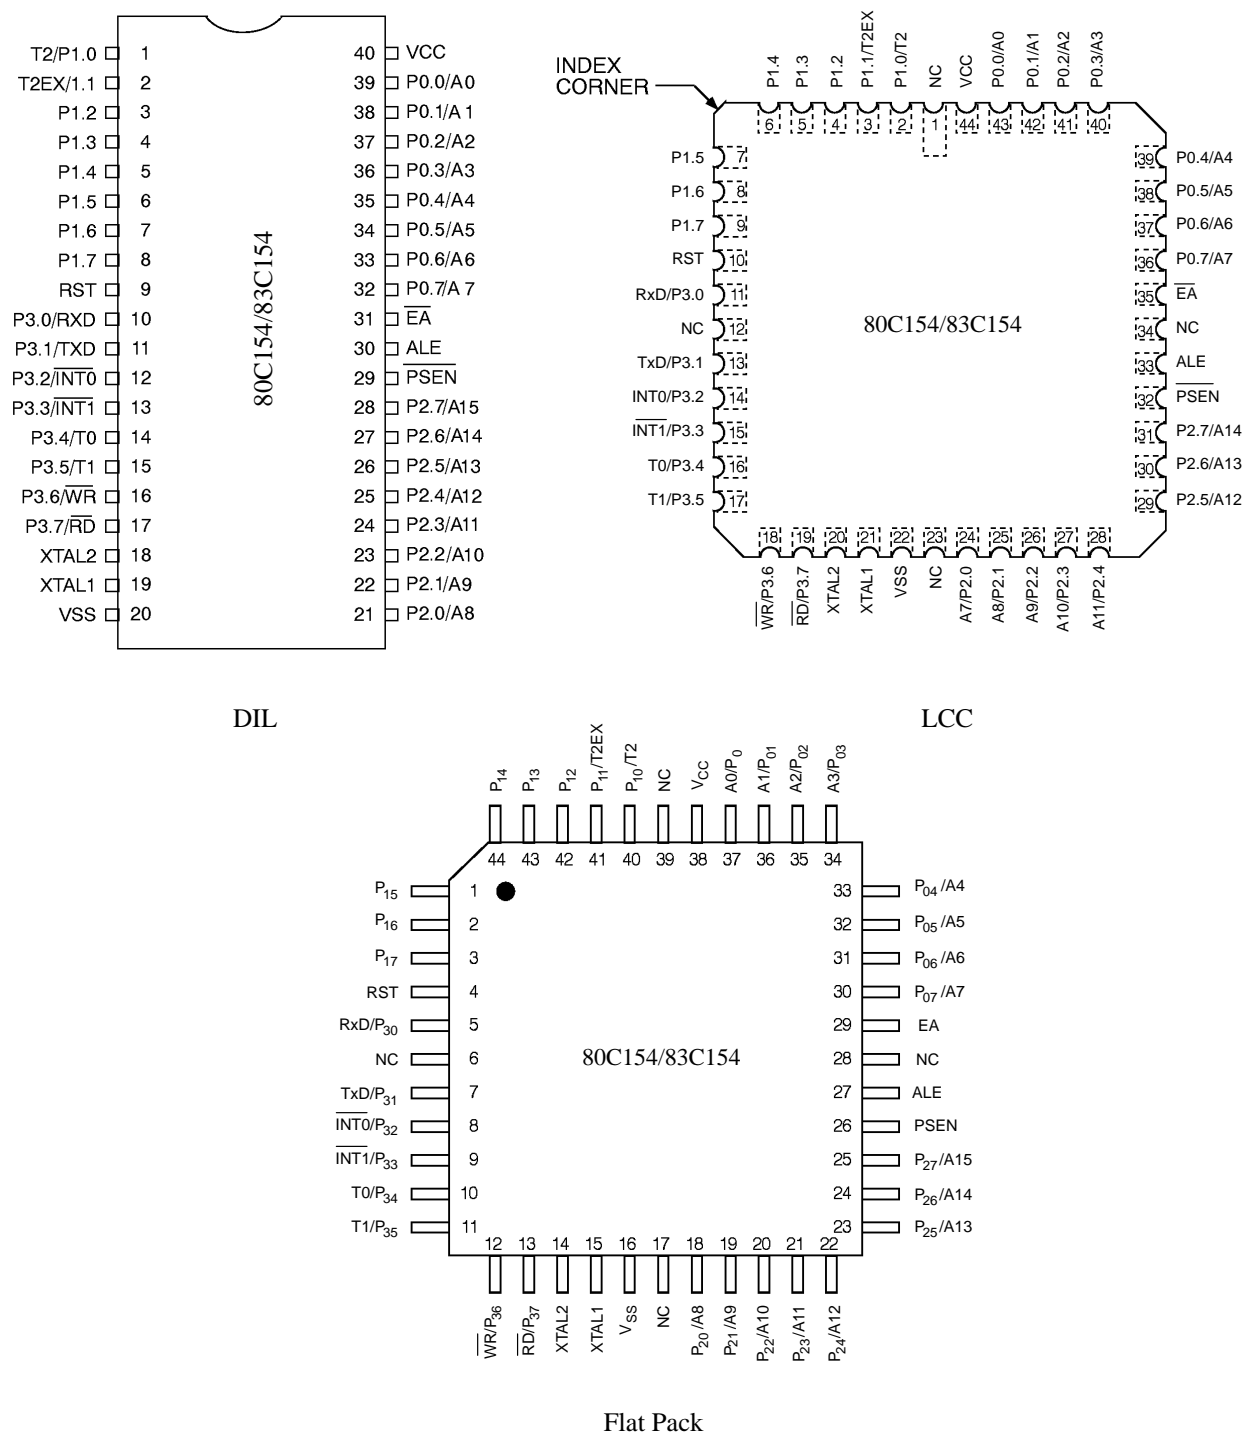 T2/P1.0 1 40 VCC
T2EX/1.1 2 39 P0.0/A0
P1.2 3 38 P0.1/A 1
P1.3 4 37 P0.2/A2
P1.4 5 36 P0.3/A3
P1.5 6 35 P0.4/A4
P1.6 7 34 P0.5/A5
P1.7 8 33 P0.6/A6
RST 9 32 P0.7/A 7
P3.0/RXD 10 31 EA
P3.1/TXD 11 30 ALE
P3.2/INT0 12 29 PSEN
P3.3/INT1 13 28 P2.7/A15
P3.4/T0 14 27 P2.6/A14
P3.5/T1 15 26 P2.5/A13
P3.6/WR 16 25 P2.4/A12
P3.7/RD 17 24 P2.3/A11
XTAL2 18 23 P2.2/A10
XTAL1 19 22 P2.1/A9
VSS 20 21 P2.0/A8
80C154/83C154
DIL
INDEX
CORNER
P1.4 P1.3 P1.2 P1.1/T2EX P1.0/T2 NC VCC P0.0/A0 P0.1/A1 P0.2/A2 P0.3/A3
6 5 4 3 2 1 44 43 42 41 40
P1.5 7 39 P0.4/A4
P1.6 8 38 P0.5/A5
P1.7 9 37 P0.6/A6
RST 10 36 P0.7/A7
RxD/P3.0 11 35 EA
NC 12 34 NC
80C154/83C154
TxD/P3.1 13 33 ALE
INT0/P3.2 14 32 PSEN
INT1/P3.3 15 31 P2.7/A14
T0/P3.4 16 30 P2.6/A13
T1/P3.5 17 29 P2.5/A12
18 19 20 21 22 23 24 25 26 27 28
WR/P3.6 RD/P3.7 XTAL2 XTAL1 VSS NC A7/P2.0 A8/P2.1 A9/P2.2 A10/P2.3 A11/P2.4
LCC
P14 P13 P12 P11/T2EX P10/T2 NC VCC A0/P0 A1/P01 A2/P02 A3/P03
44 43 42 41 40 39 38 37 36 35 34
P15 1 33 P04/A4
P16 2 32 P05/A5
P17 3 31 P06/A6
RST 4 30 P07/A7
RxD/P30 5 29 EA
NC 6 28 NC
80C154/83C154
TxD/P31 7 27 ALE
INT0/P32 8 26 PSEN
INT1/P33 9 25 P27/A15
T0/P34 10 24 P26/A14
T1/P35 11 23 P25/A13
12 13 14 15 16 17 18 19 20 21 22
WR/P36 RD/P37 XTAL2 XTAL1 VSS NC P20/A8 P21/A9 P22/A10 P23/A11 P24/A12
Flat Pack